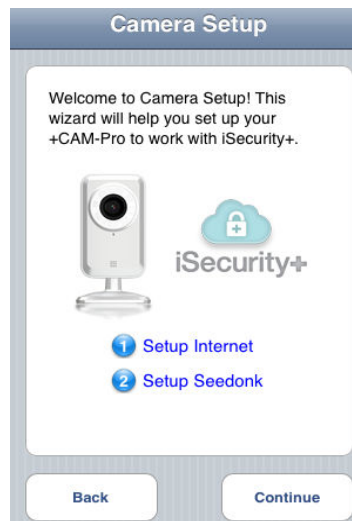 Camera Setup
Welcome to Camera Setup! This
wizard will help you set up your
+CAM-Pro to work with iSecurity+.
iSecurity+
1 Setup Internet
2 Setup Seedonk
Back Continue